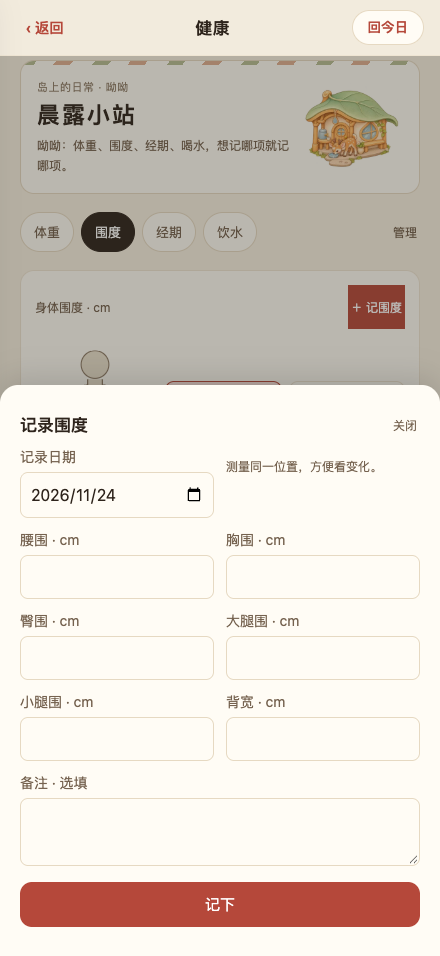 ‹ 返回
健康
回今日
岛上的日常 · 呦呦
晨露小站
呦呦：体重、围度、经期、喝水，想记哪项就记
哪项。
体重
围度
经期
饮水
管理
身体围度 · cm
+ 记围度
记录围度
关闭
记录日期
测量同一位置，方便看变化。
2026/11/24
腰围 · cm
胸围 · cm
臀围 · cm
大腿围 · cm
小腿围 · cm
背宽 · cm
备注 · 选填
记下